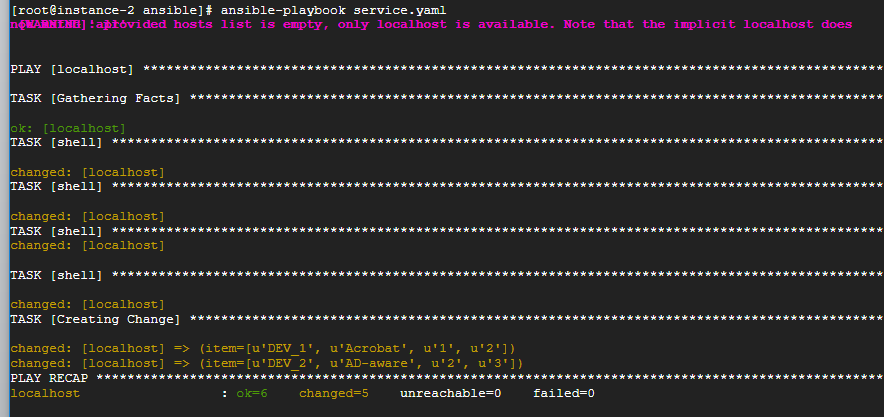 [root@instance-2 ansible]# ansible-playbook service.yaml
provided hosts list is empty, only localhost is available. Note that the implicit localhost does
PLAY [localhost] ************************************************************************************************
TASK [Gathering Facts] ******************************************************************************************
ok: [localhost]
TASK [shell] ****************************************************************************************************
changed: [localhost]
TASK [shell] ****************************************************************************************************
changed: [localhost]
TASK [shell] ****************************************************************************************************
changed: [localhost]
TASK [shell] ****************************************************************************************************
changed: [localhost]
TASK [Creating Change] ******************************************************************************************
changed: [localhost] => (item=[u'DEV_1', u'Acrobat', u'1', u'2'])
changed: [localhost] => (item=[u'DEV_2', u'AD-aware', u'2', u'3'])
PLAY RECAP ******************************************************************************************************
localhost : ok=6 changed=5 unreachable=0 failed=0